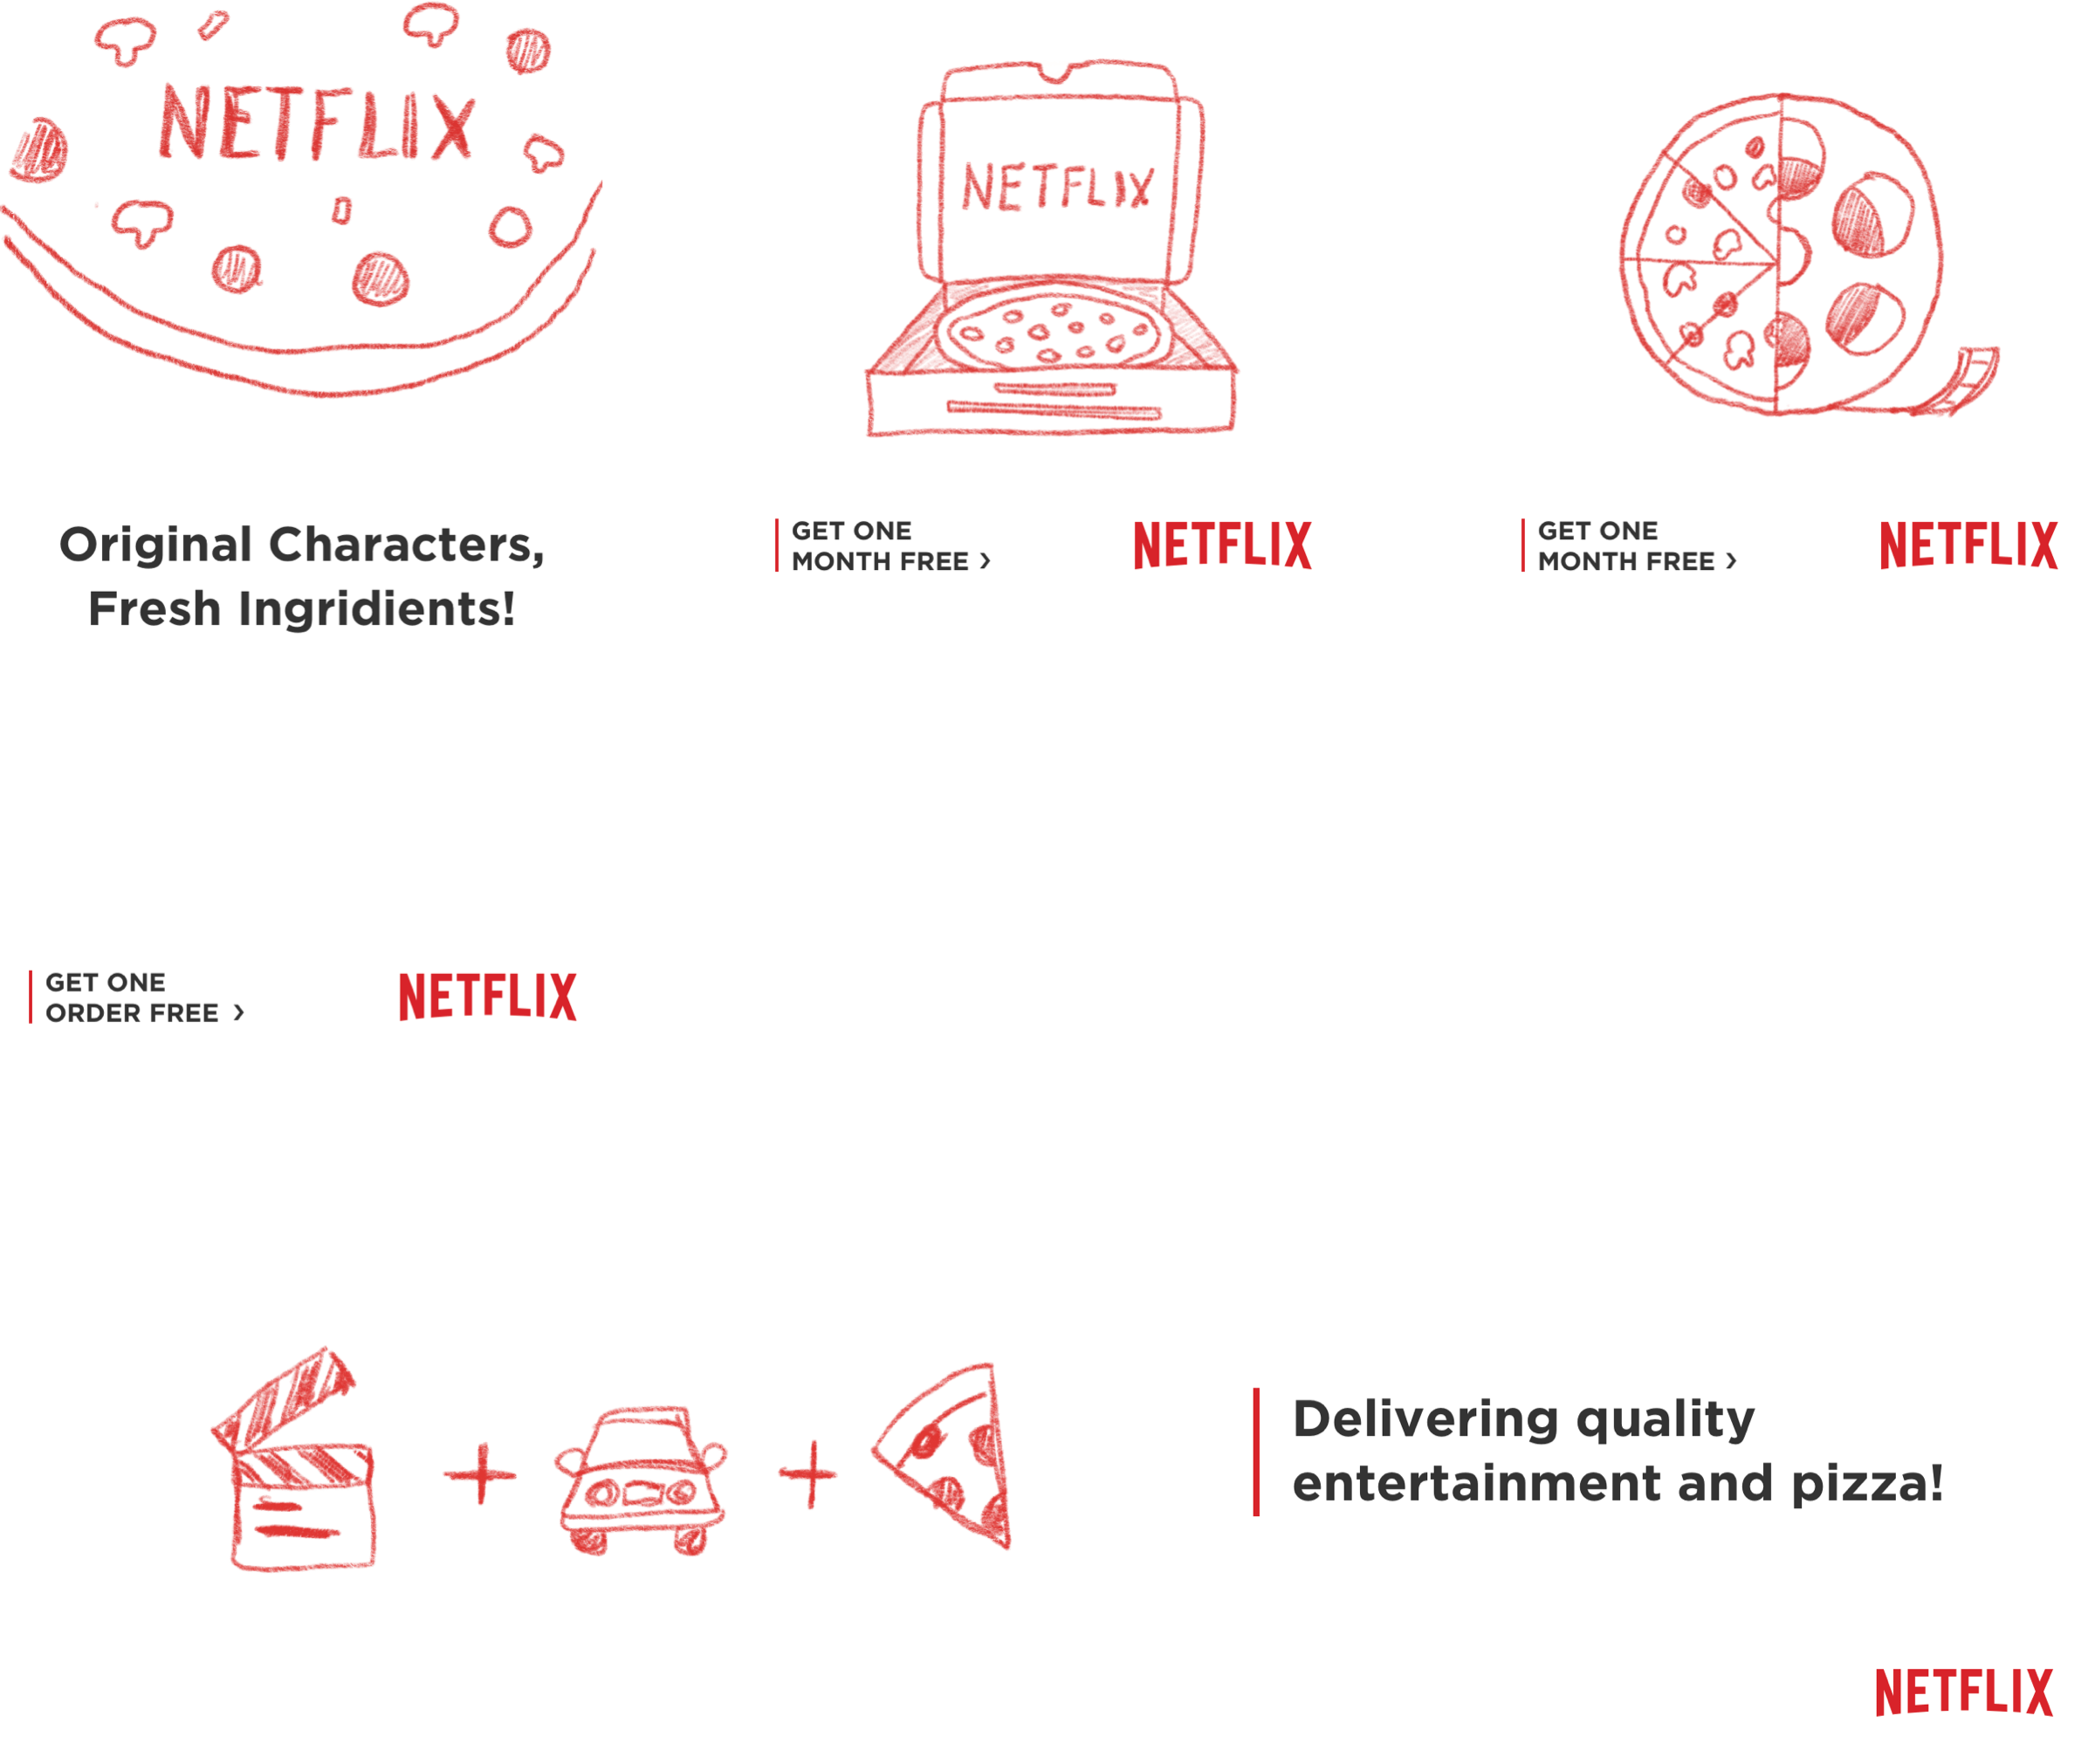 NETFLIX
Original Characters,
Fresh Ingridients!
GET ONE
ORDER FREE ›
NETFLIX
NETFLIX
GET ONE
MONTH FREE ›
NETFLIX
GET ONE
MONTH FREE ›
NETFLIX
+ +
Delivering quality
entertainment and pizza!
NETFLIX